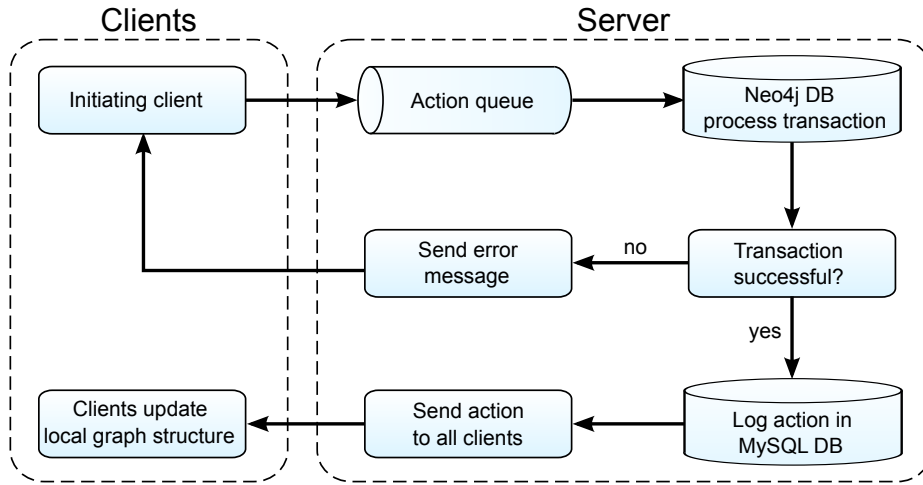 Clients
Server
Initiating client
Action queue
Neo4j DB
process transaction
Send error
message
no
Transaction
successful?
yes
Clients update
local graph structure
Send action
to all clients
Log action in
MySQL DB